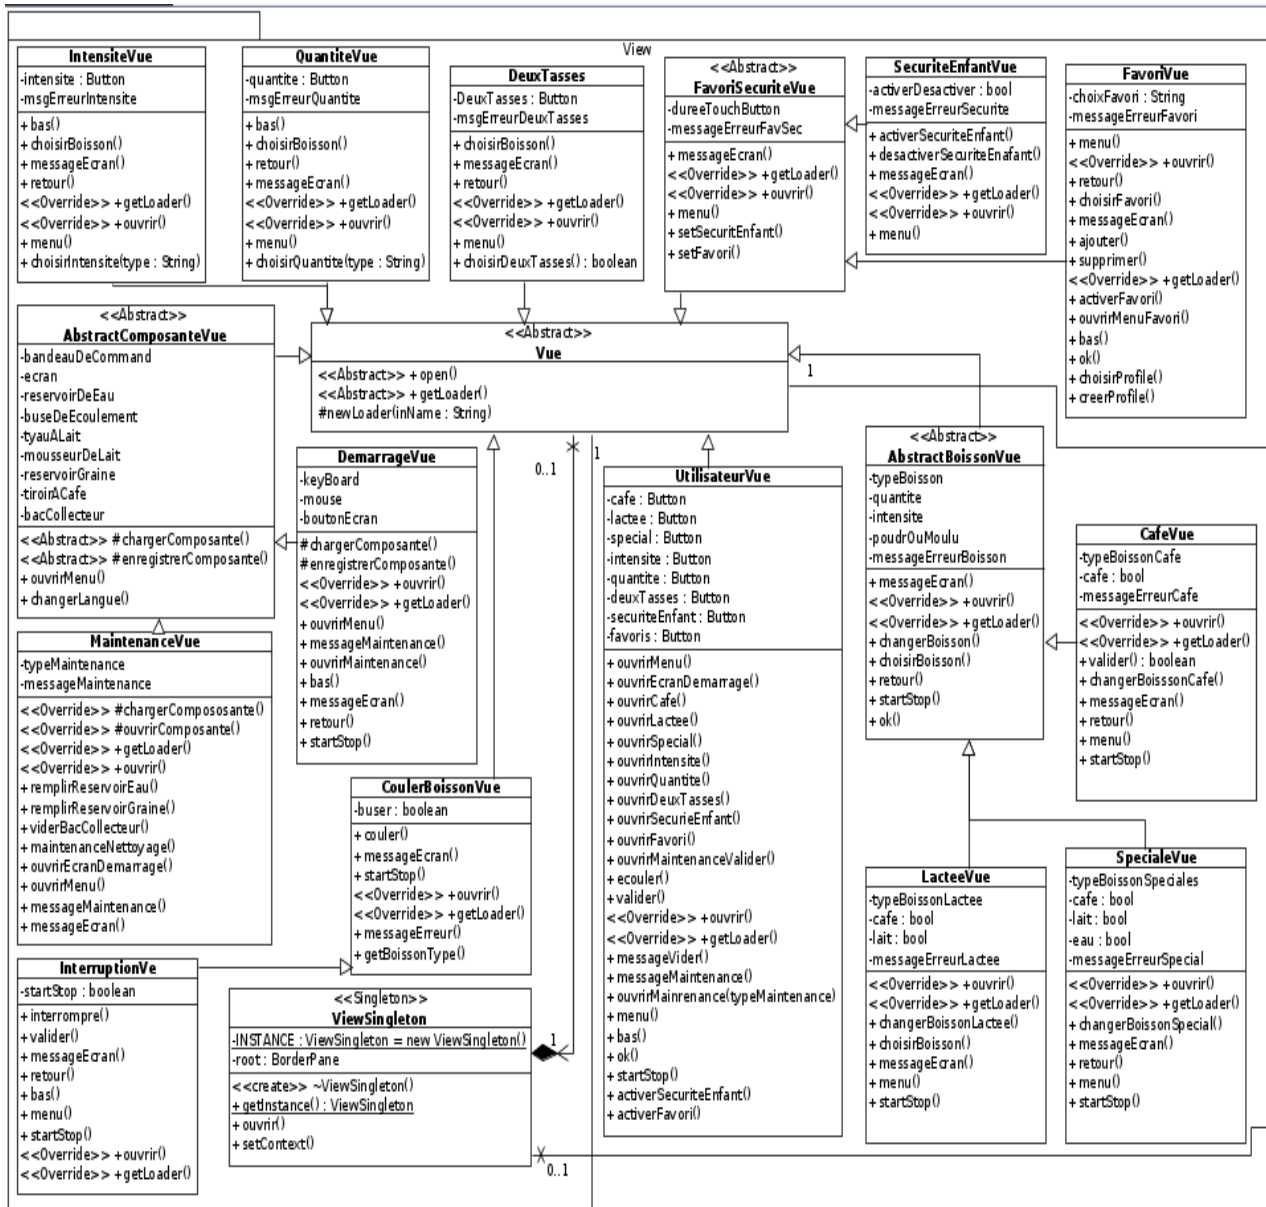 View
IntensiteVue
-intensite : Button
-msgErreurIntensite
+bas()
+choisirBoisson()
+messageEcran()
+retour()
<<Override>> +getLoader()
<<Override>> +ouvrir()
+menu()
+choisirIntensite(type : String)
QuantiteVue
-quantite : Button
-msgErreurQuantite
+bas()
+choisirBoisson()
+retour()
+messageEcran()
<<Override>> +getLoader()
<<Override>> +ouvrir()
+menu()
+choisirQuantite(type : String)
DeuxTasses
-DeuxTasses : Button
-msgErreurDeuxTasses
+choisirBoisson()
+messageEcran()
+retour()
<<Override>> +getLoader()
<<Override>> +ouvrir()
+menu()
+choisirDeuxTasses() : boolean
<<Abstract>>
FavoriSecuriteVue
-dureeTouchButton
-messageErreurFavSec
+messageEcran()
<<Override>> +getLoader()
<<Override>> +ouvrir()
+menu()
+setSecuritEnfant()
+setFavori()
SecuriteEnfantVue
-activerDesactiver : bool
-messageErreurSecurite
+activerSecuriteEnfant()
+desactiverSecuriteEnafant()
+messageEcran()
<<Override>> +getLoader()
<<Override>> +ouvrir()
+menu()
FavoriVue
-choixFavori : String
-messageErreurFavori
+menu()
<<Override>> +ouvrir()
+retour()
+choisirFavori()
+messageEcran()
+ajouter()
+supprimer()
<<Override>> +getLoader()
+activerFavori()
+ouvrirMenuFavori()
+bas()
+ok()
+choisirProfile()
+creerProfile()
<<Abstract>>
AbstractComposanteVue
-bandeauDeCommand
-ecran
-reservoirDeEau
-buseDeEcoulement
-tyauALait
-mousseurDeLait
-reservoirGraine
-tiroirACafe
-bacCollecteur
<<Abstract>> #chargerComposante()
<<Abstract>> #enregistrerComposante()
+ouvrirMenu()
+changerLangue()
<<Abstract>>
Vue
<<Abstract>> +open()
<<Abstract>> +getLoader()
#newLoader(inName : String)
1
0..1
1
DemarrageVue
-keyBoard
-mouse
-boutonEcran
#chargerComposante()
#enregistrerComposante()
<<Override>> +ouvrir()
<<Override>> +getLoader()
+ouvrirMenu()
+messageMaintenance()
+ouvrirMaintenance()
+bas()
+messageEcran()
+retour()
+startStop()
UtilisateurVue
-cafe : Button
-lactee : Button
-special : Button
-intensite : Button
-quantite : Button
-deuxTasses : Button
-securiteEnfant : Button
-favoris : Button
+ouvrirMenu()
+ouvrirEcranDemarrage()
+ouvrirCafe()
+ouvrirLactee()
+ouvrirSpecial()
+ouvrirIntensite()
+ouvrirQuantite()
+ouvrirDeuxTasses()
+ouvrirSecurieEnfant()
+ouvrirFavori()
+ouvrirMaintenanceValider()
+ecouler()
+valider()
<<Override>> +ouvrir()
<<Override>> +getLoader()
+messageVider()
+messageMaintenance()
+ouvrirMainrenance(typeMaintenance)
+menu()
+bas()
+ok()
+startStop()
+activerSecuriteEnfant()
+activerFavori()
<<Abstract>>
AbstractBoissonVue
-typeBoisson
-quantite
-intensite
-poudrOuMoulu
-messageErreurBoisson
+messageEcran()
<<Override>> +ouvrir()
<<Override>> +getLoader()
+changerBoisson()
+choisirBoisson()
+retour()
+startStop()
+ok()
CafeVue
-typeBoissonCafe
-cafe : bool
-messageErreurCafe
<<Override>> +ouvrir()
<<Override>> +getLoader()
+valider() : boolean
+changerBoisssonCafe()
+messageEcran()
+retour()
+menu()
+startStop()
MaintenanceVue
-typeMaintenance
-messageMaintenance
<<Override>> #chargerCompososante()
<<Override>> #ouvrirComposante()
<<Override>> +getLoader()
<<Override>> +ouvrir()
+remplirReservoirEau()
+remplirReservoirGraine()
+viderBacCollecteur()
+maintenanceNettoyage()
+ouvrirEcranDemarrage()
+ouvrirMenu()
+messageMaintenance()
+messageEcran()
CoulerBoissonVue
-buser : boolean
+couler()
+messageEcran()
+startStop()
<<Override>> +ouvrir()
<<Override>> +getLoader()
+messageErreur()
+getBoissonType()
LacteeVue
-typeBoissonLactee
-cafe : bool
-lait : bool
-messageErreurLactee
<<Override>> +ouvrir()
<<Override>> +getLoader()
+changerBoissonLactee()
+choisirBoisson()
+messageEcran()
+menu()
+startStop()
SpecialeVue
-typeBoissonSpeciales
-cafe : bool
-lait : bool
-eau : bool
-messageErreurSpecial
<<Override>> +ouvrir()
<<Override>> +getLoader()
+changerBoissonSpecial()
+messageEcran()
+retour()
+menu()
+startStop()
InterruptionVe
-startStop : boolean
+interrompre()
+valider()
+messageEcran()
+retour()
+bas()
+menu()
+startStop()
<<Override>> +ouvrir()
<<Override>> +getLoader()
<<Singleton>>
ViewSingleton
-INSTANCE : ViewSingleton = new ViewSingleton()
-root : BorderPane
<<create>> ~ViewSingleton()
+getInstance() : ViewSingleton
+ouvrir()
+setContext()
1
0..1